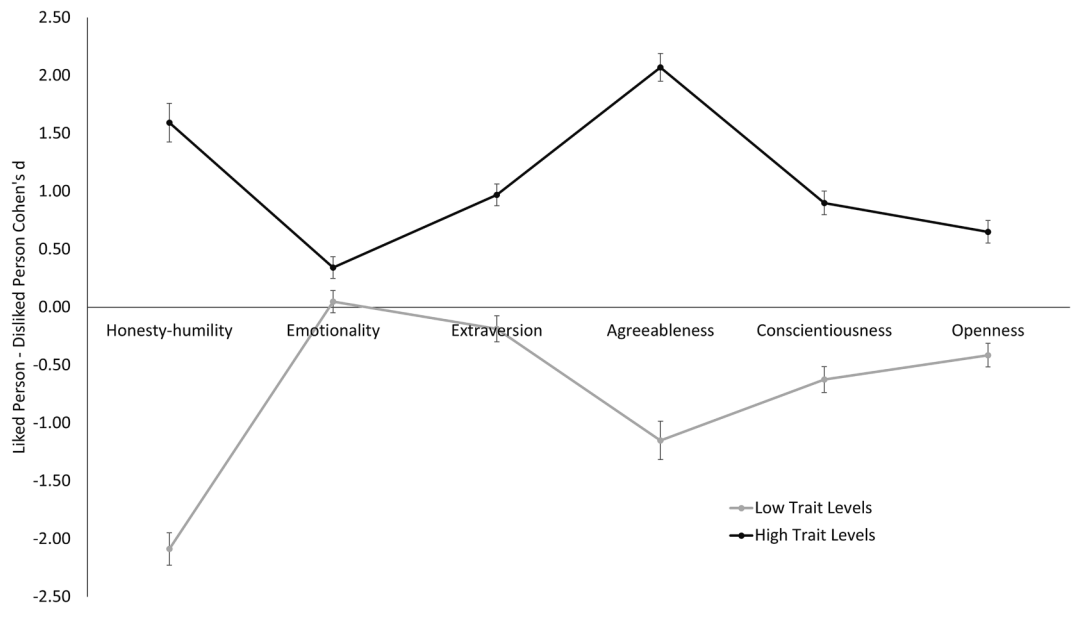 Liked Person - Disliked Person Cohen's d
2.50
2.00
1.50
1.00
0.50
0.00
-0.50
-1.00
-1.50
-2.00
-2.50
Honesty-humility Emotionality Extraversion Agreeableness Conscientiousness Openness
Low Trait Levels
High Trait Levels